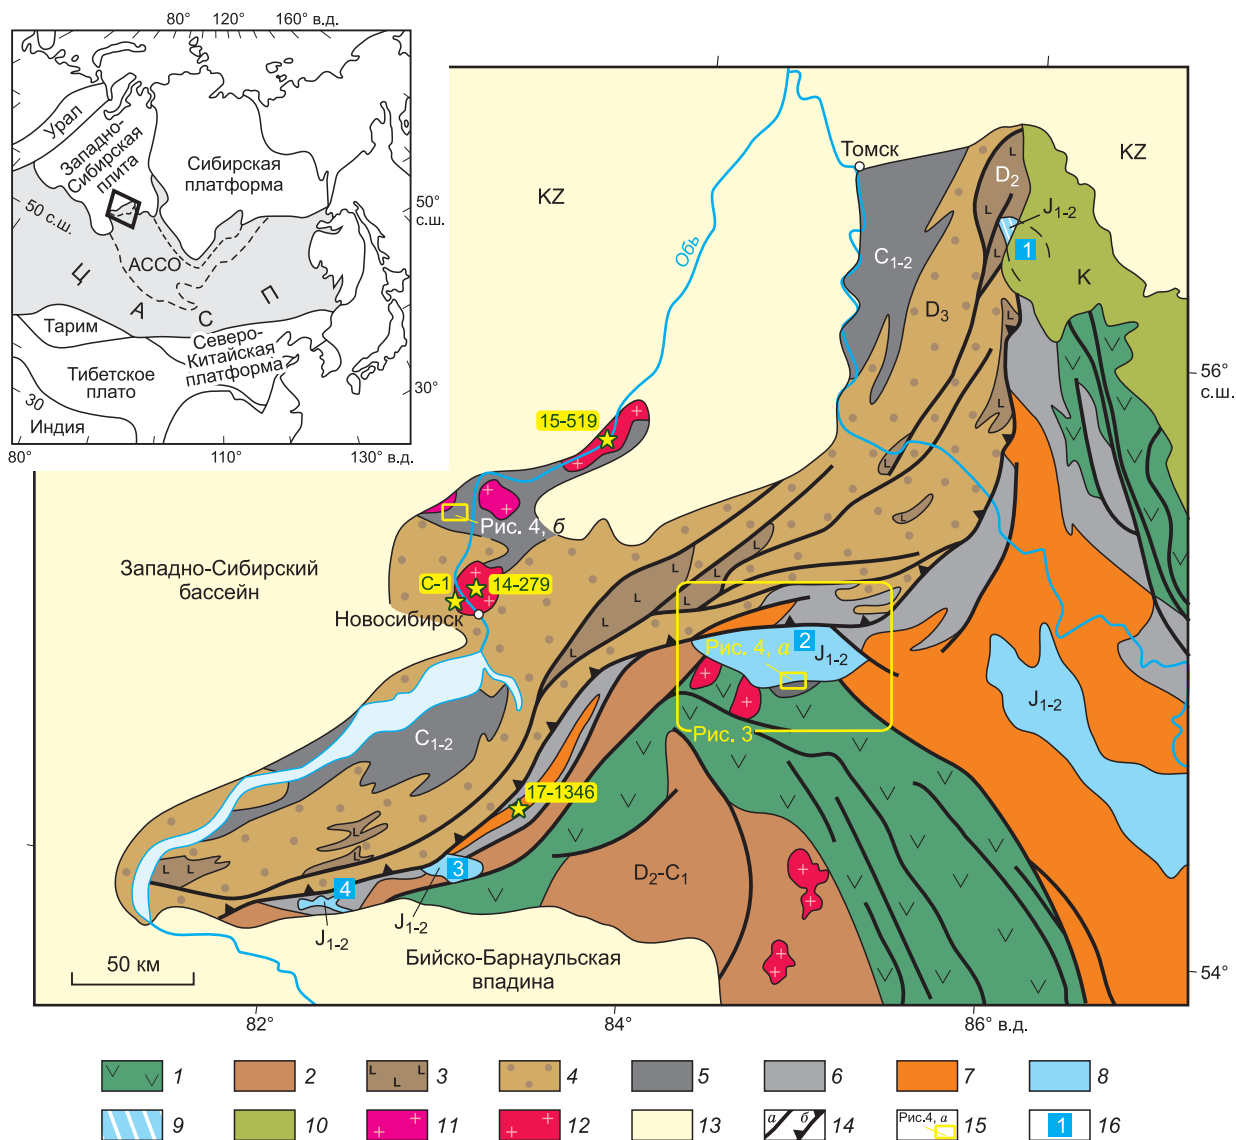 80° 120° 160° в.д.
Урал
Западно-
Сибирская
плита
Сибирская
платформа
50 с.ш.
50°
с.ш.
АССО
Ц А С П
Тарим
Северо-
Китайская
платформа
Тибетское
плато
30
Индия
30°
80° 110° 130° в.д.
KZ
Обь
Томск
D2
J1-2
KZ
1
C1-2
K
D3
56°
с.ш.
15-519
Рис. 4, б
Западно-Сибирский
бассейн
С-1
14-279
Новосибирск
2
Рис. 4, а
J1-2
J1-2
Рис. 3
C1-2
17-1346
3
4
D2-C1
J1-2
J1-2
50 км
Бийско-Барнаульская
впадина
54°
82° 84° 86° в.д.
1 2 3 4 5 6 7 8
9 10 11 12 13 а б 14 Рис.4, а 15 1 16